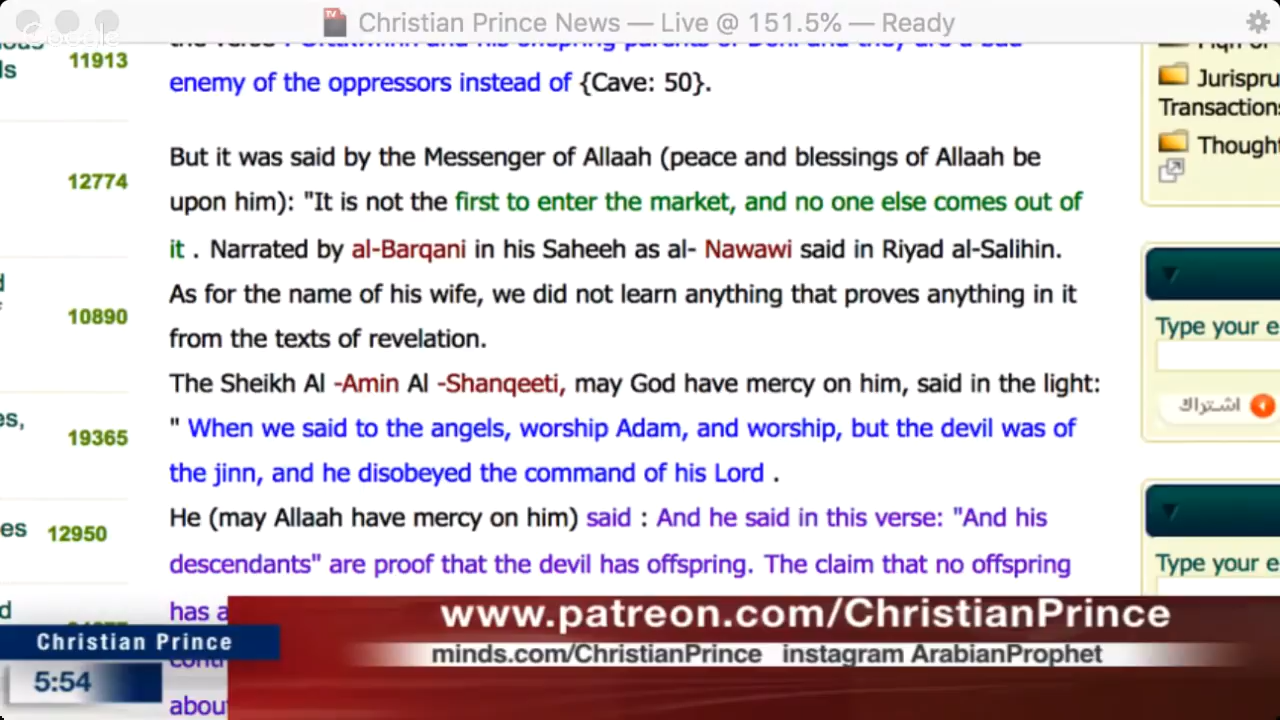 Christian Prince News — Live @ 151.5% — Ready
Google
11913
ls
enemy of the oppressors instead of {Cave: 50}.
12774
But it was said by the Messenger of Allaah (peace and blessings of Allaah be
upon him): "It is not the first to enter the market, and no one else comes out of
it . Narrated by al-Barqani in his Saheeh as al- Nawawi said in Riyad al-Salihin.
10890
As for the name of his wife, we did not learn anything that proves anything in it
from the texts of revelation.
The Sheikh Al -Amin Al -Shanqeeti, may God have mercy on him, said in the light:
es,
19365
" When we said to the angels, worship Adam, and worship, but the devil was of
the jinn, and he disobeyed the command of his Lord .
es 12950
He (may Allaah have mercy on him) said : And he said in this verse: "And his
descendants" are proof that the devil has offspring. The claim that no offspring
has a
abou
Jurispru
Transactions
Thought
Type your e
اشتراك
Type your e
www.patreon.com/ChristianPrince
Christian Prince
minds.com/ChristianPrince instagram ArabianProphet
5:54